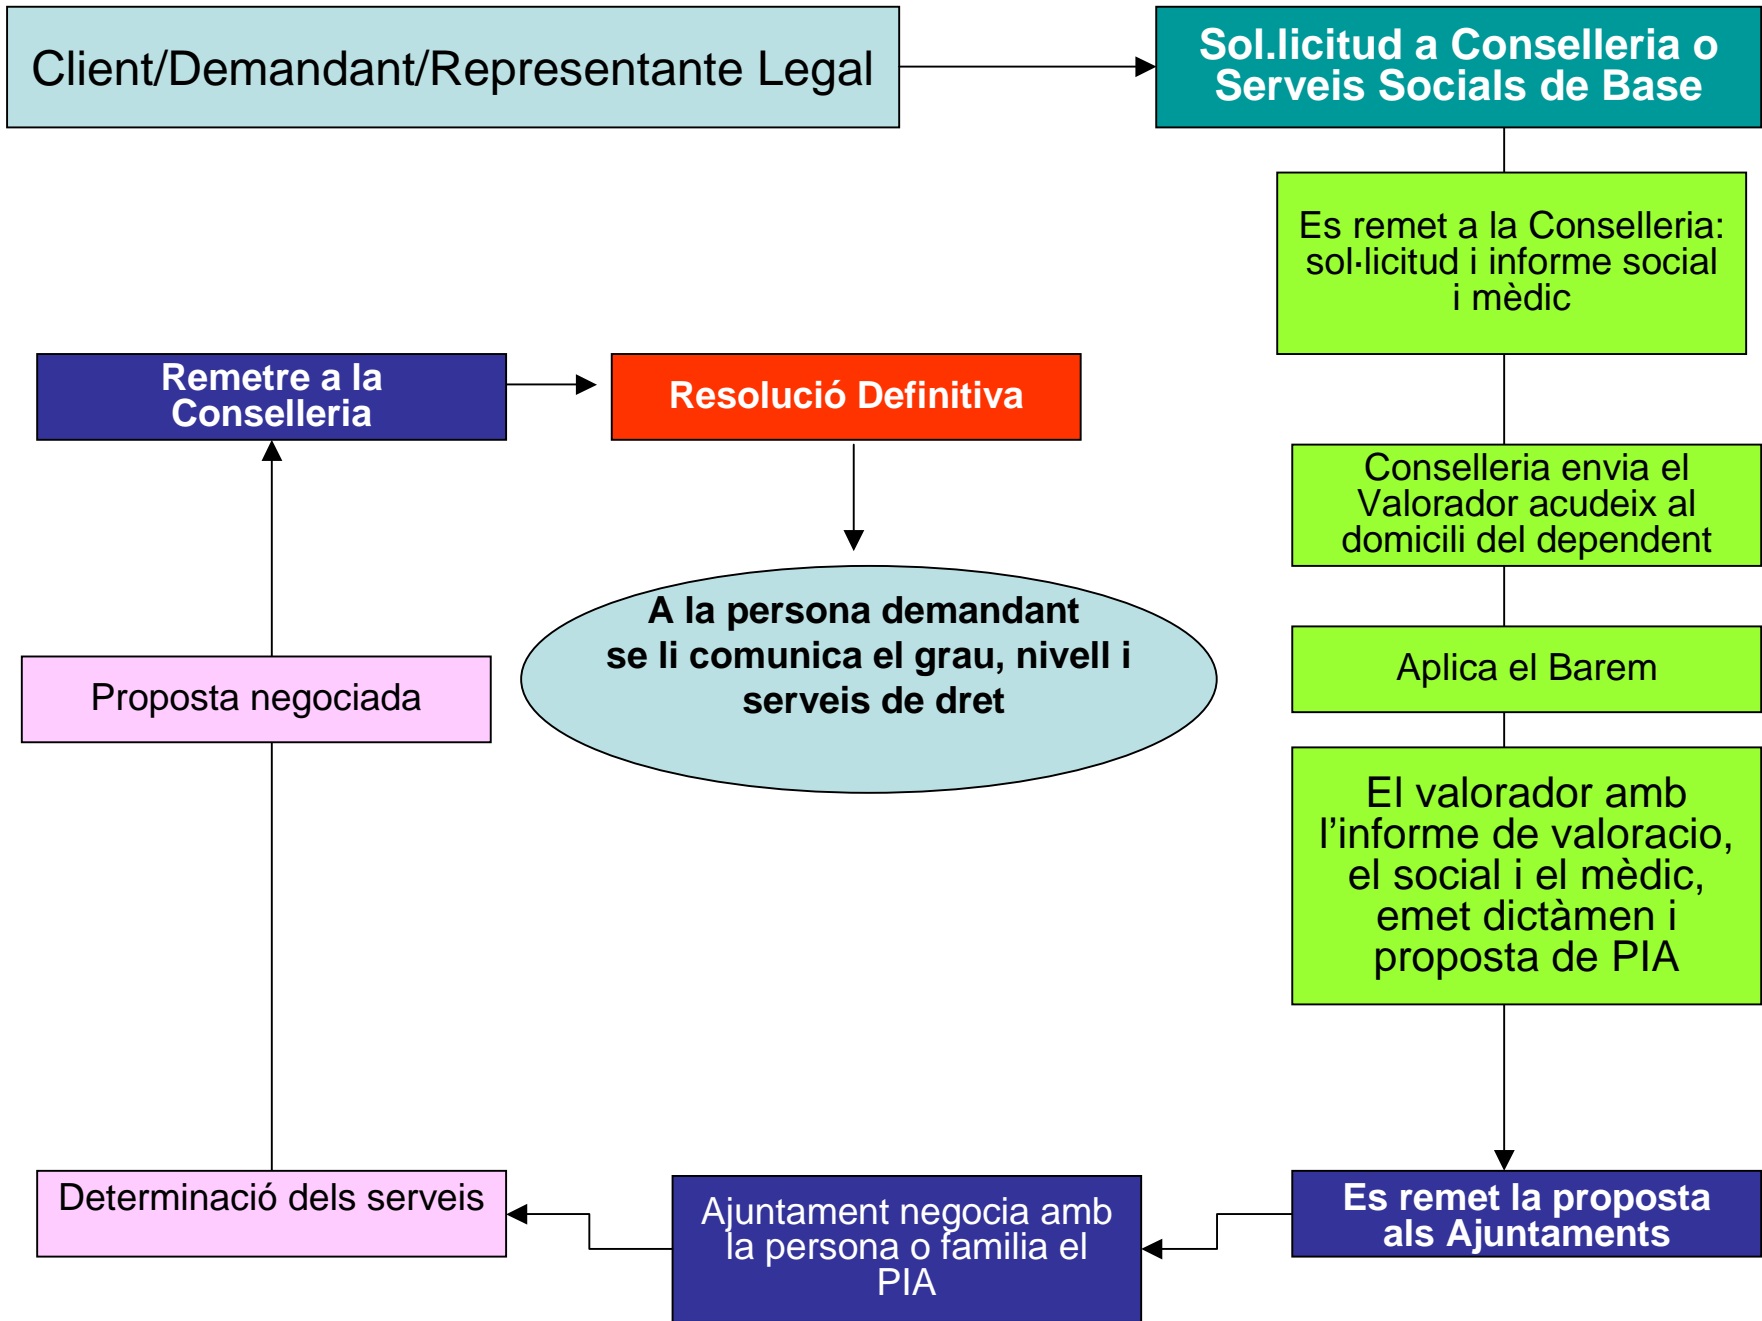 Client/Demandant/Representante Legal
Sol.licitud a Conselleria o
Serveis Socials de Base
Es remet a la Conselleria:
sol·licitud i informe social
i mèdic
Conselleria envia el
Valorador acudeix al
domicili del dependent
Aplica el Barem
El valorador amb
l’informe de valoracio,
el social i el mèdic,
emet dictàmen i
proposta de PIA
Es remet la proposta
als Ajuntaments
Ajuntament negocia amb
la persona o familia el
PIA
Determinació dels serveis
Proposta negociada
Remetre a la
Conselleria
Resolució Definitiva
A la persona demandant
se li comunica el grau, nivell i
serveis de dret